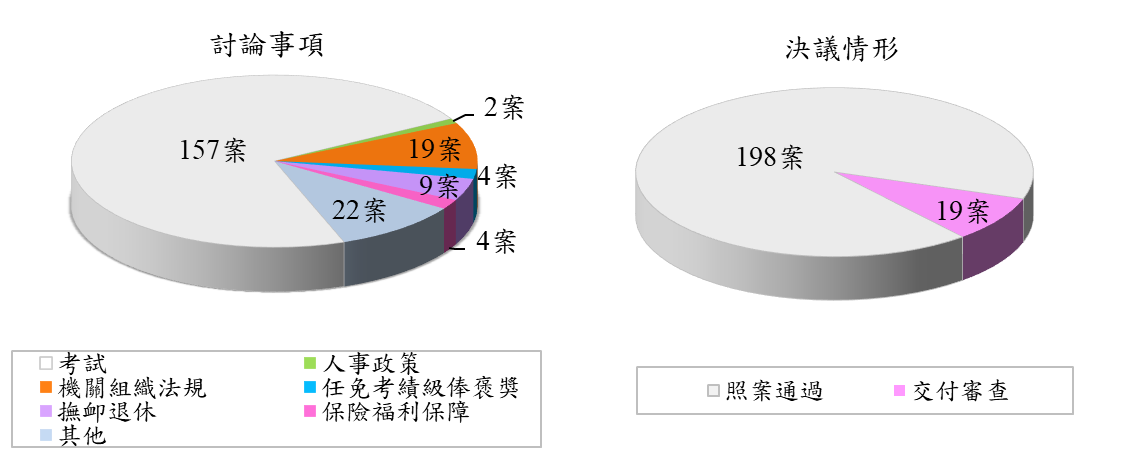 討論事項
2案
157案
19案
4案
9案
22案
4案
考試
人事政策
機關組織法規
任免考績級俸褒獎
撫卹退休
保險福利保障
其他
決議情形
198案
19案
照案通過
交付審查